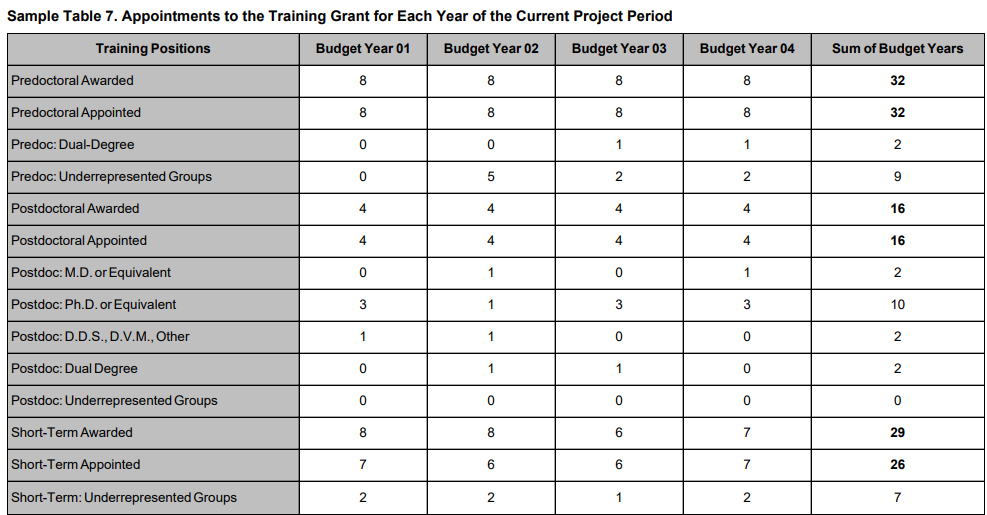 Sample Table 7. Appointments to the Training Grant for Each Year of the Current Project Period
Training Positions Budget Year 01 Budget Year 02 Budget Year 03 Budget Year 04 Sum of Budget Years
Predoctoral Awarded 8 8 8 8 32
Predoctoral Appointed 8 8 8 8 32
Predoc: Dual-Degree 0 0 1 1 2
Predoc: Underrepresented Groups 0 5 2 2 9
Postdoctoral Awarded 4 4 4 4 16
Postdoctoral Appointed 4 4 4 4 16
Postdoc: M.D. or Equivalent 0 1 0 1 2
Postdoc: Ph.D. or Equivalent 3 1 3 3 10
Postdoc: D.D.S., D.V.M., Other 1 1 0 0 2
Postdoc: Dual Degree 0 1 1 0 2
Postdoc: Underrepresented Groups 0 0 0 0 0
Short-Term Awarded 8 8 6 7 29
Short-Term Appointed 7 6 6 7 26
Short-Term: Underrepresented Groups 2 2 1 2 7